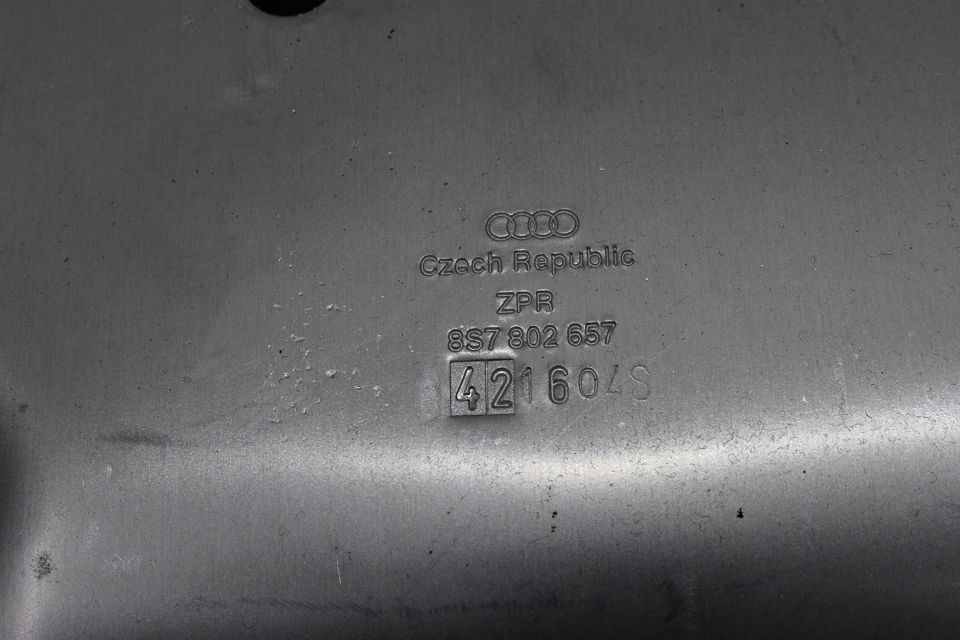 Czech Republic
ZPR
8S7 802 657
421604S